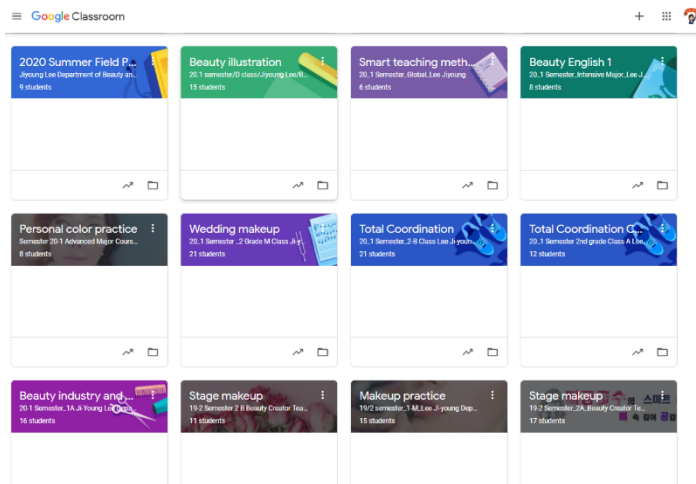 Google Classroom
2020 Summer Field P...
Jiyoung Lee Department of Beauty an...
9 students
Beauty illustration
20.1 semester/D class/Jiyoung Lee/B...
15 students
Smart teaching meth...
20_1 Semester_Global_Lee Jiyoung
6 students
Beauty English 1
20_1 Semester_Intensive Major_Lee J...
8 students
Personal color practice
Semester 20-1 Advanced Major Cours...
8 students
Wedding makeup
20_1 Semester _2 Grade M Class Ji-y...
21 students
Total Coordination
20_1 Semester_2-B Class Lee Ji-youn...
21 students
Total Coordination C...
20_1 Semester 2nd grade Class A Lee...
12 students
Beauty industry and ...
20-1 Semester_1A Ji-Young Lee
16 students
Stage makeup
19-2 Semester 2 B Beauty Creator Tea...
11 students
Makeup practice
19/2 semester_1-M_Lee Ji-young Dep...
15 students
Stage makeup
19-2 Semester_2A_Beauty Creator Te...
17 students